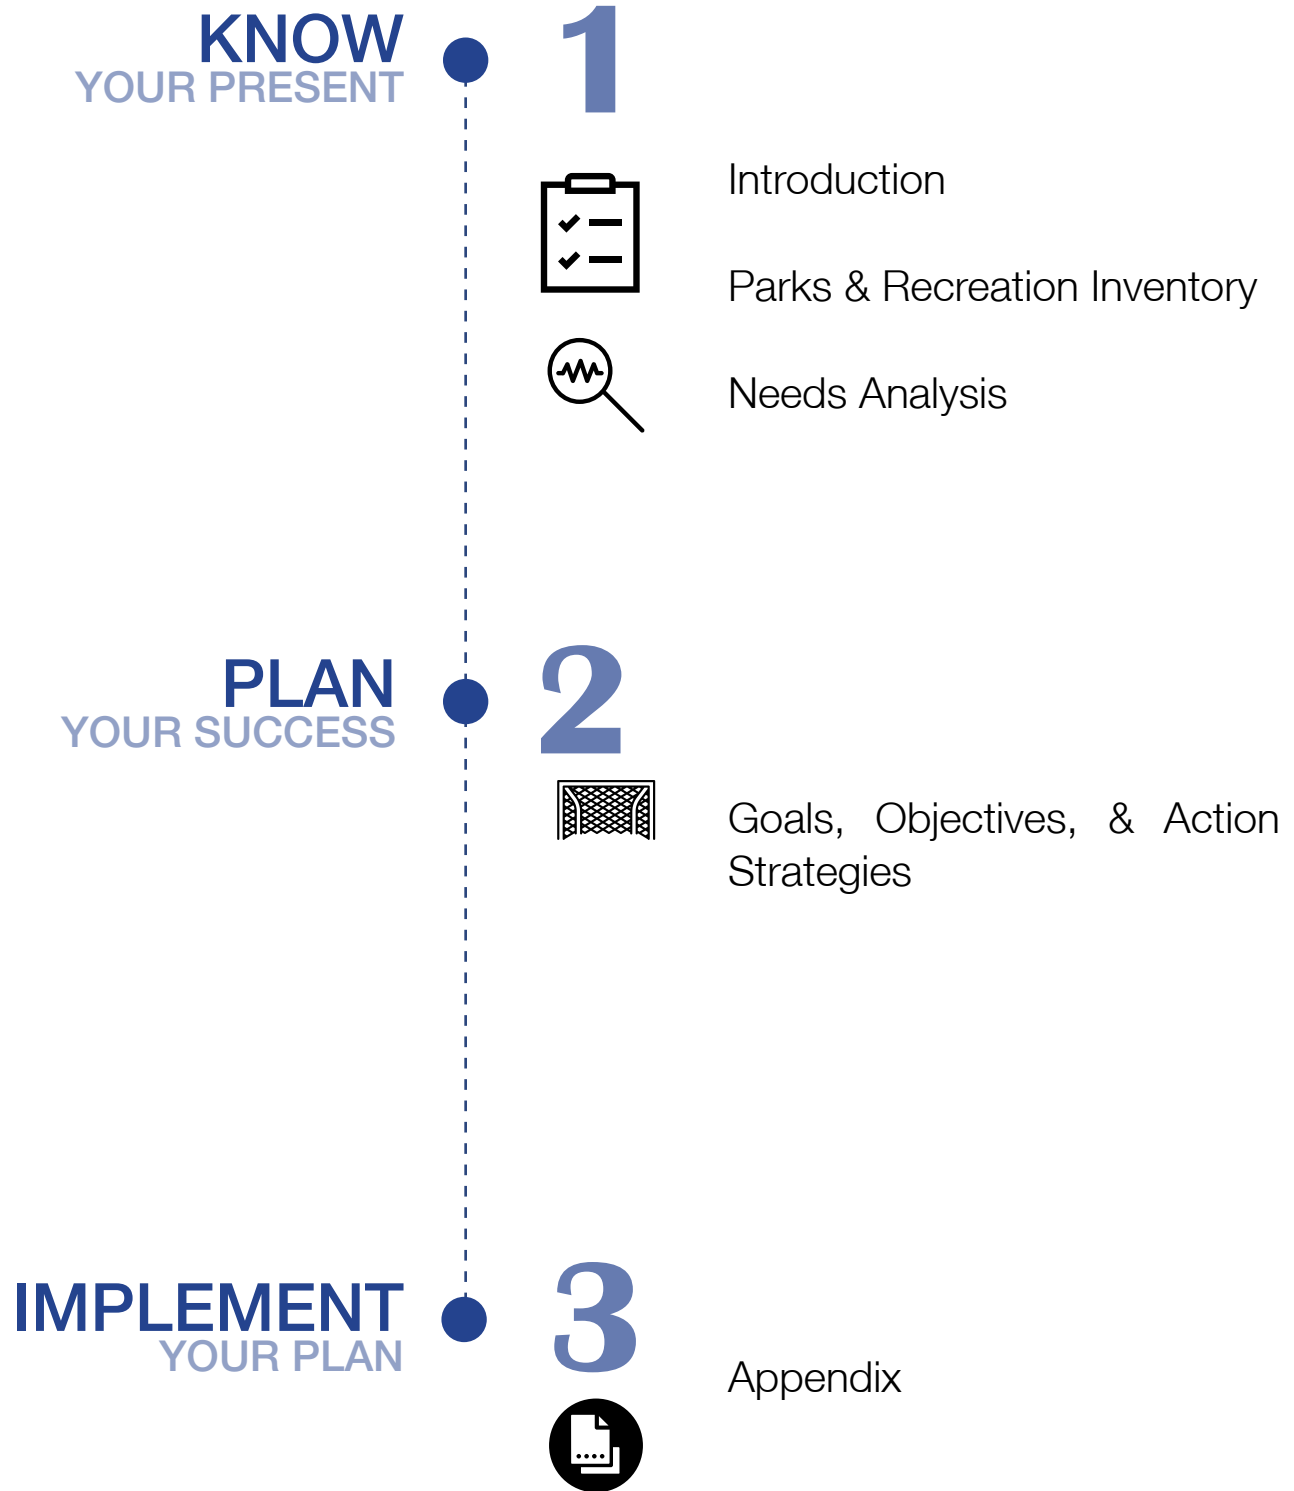 KNOW
YOUR PRESENT
1
Introduction
Parks & Recreation Inventory
Needs Analysis
PLAN
YOUR SUCCESS
2
Goals, Objectives, & Action
Strategies
IMPLEMENT
YOUR PLAN
3
Appendix